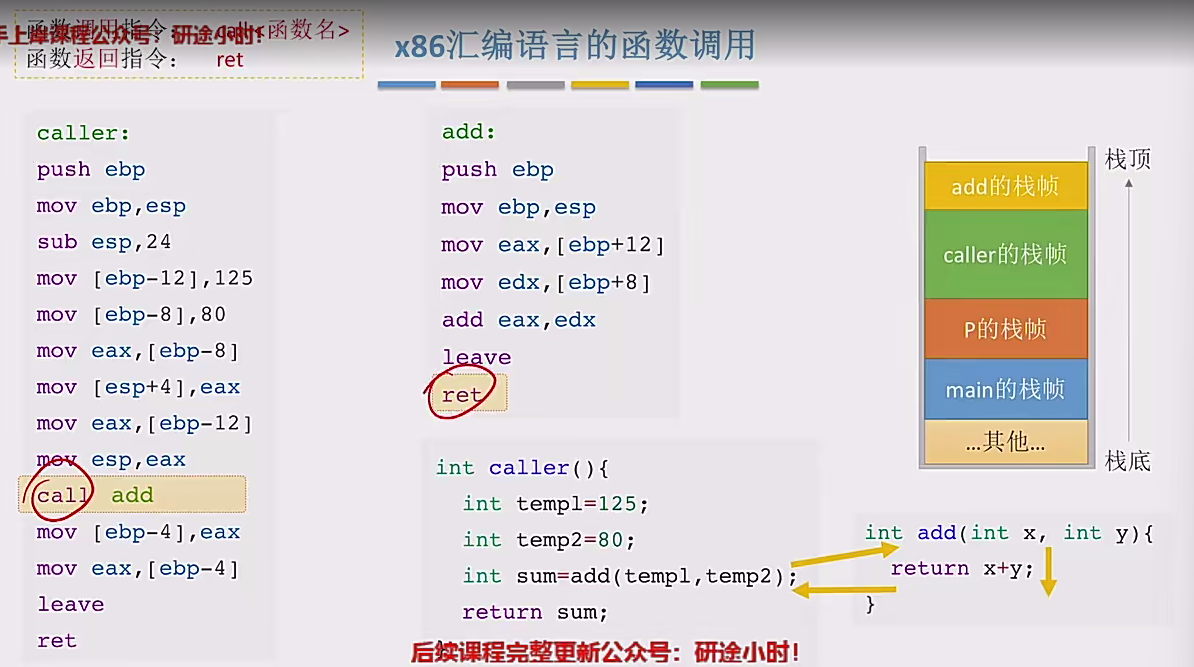 函数调用指令: call <函数名>
手上岸课程公众号: 研途小时!
函数返回指令: ret
x86汇编语言的函数调用
caller:
push ebp
mov ebp,esp
sub esp,24
mov [ebp-12],125
mov [ebp-8],80
mov eax,[ebp-8]
mov [esp+4],eax
mov eax,[ebp-12]
mov esp,eax
call add
mov [ebp-4],eax
mov eax,[ebp-4]
leave
ret
add:
push ebp
mov ebp,esp
mov eax,[ebp+12]
mov edx,[ebp+8]
add eax,edx
leave
ret
int caller(){
int temp1=125;
int temp2=80;
int sum=add(temp1,temp2);
return sum;
栈顶
add的栈帧
caller的栈帧
P的栈帧
main的栈帧
...其他...
栈底
int add(int x, int y){
return x+y;
}
后续课程完整更新公众号: 研途小时!